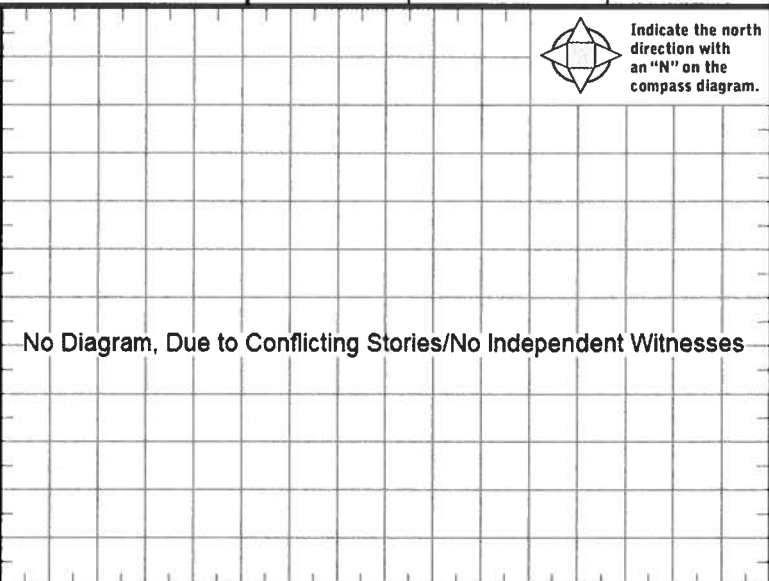 Indicate the north
direction with
an "N" on the
compass diagram.
No Diagram, Due to Conflicting Stories/No Independent Witnesses